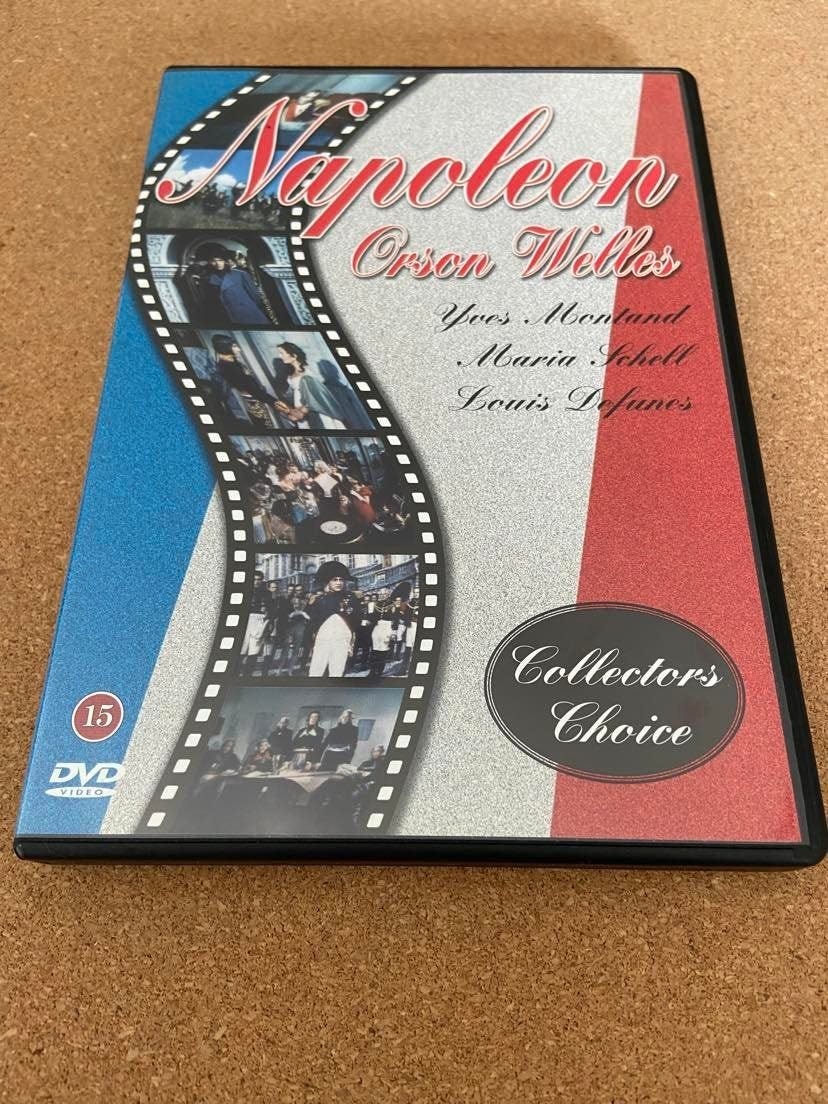 Napoleon
Orson Welles
Yves Montand
Maria Schell
Louis Defunes
Collectors
Choice
15
DVD
VIDEO